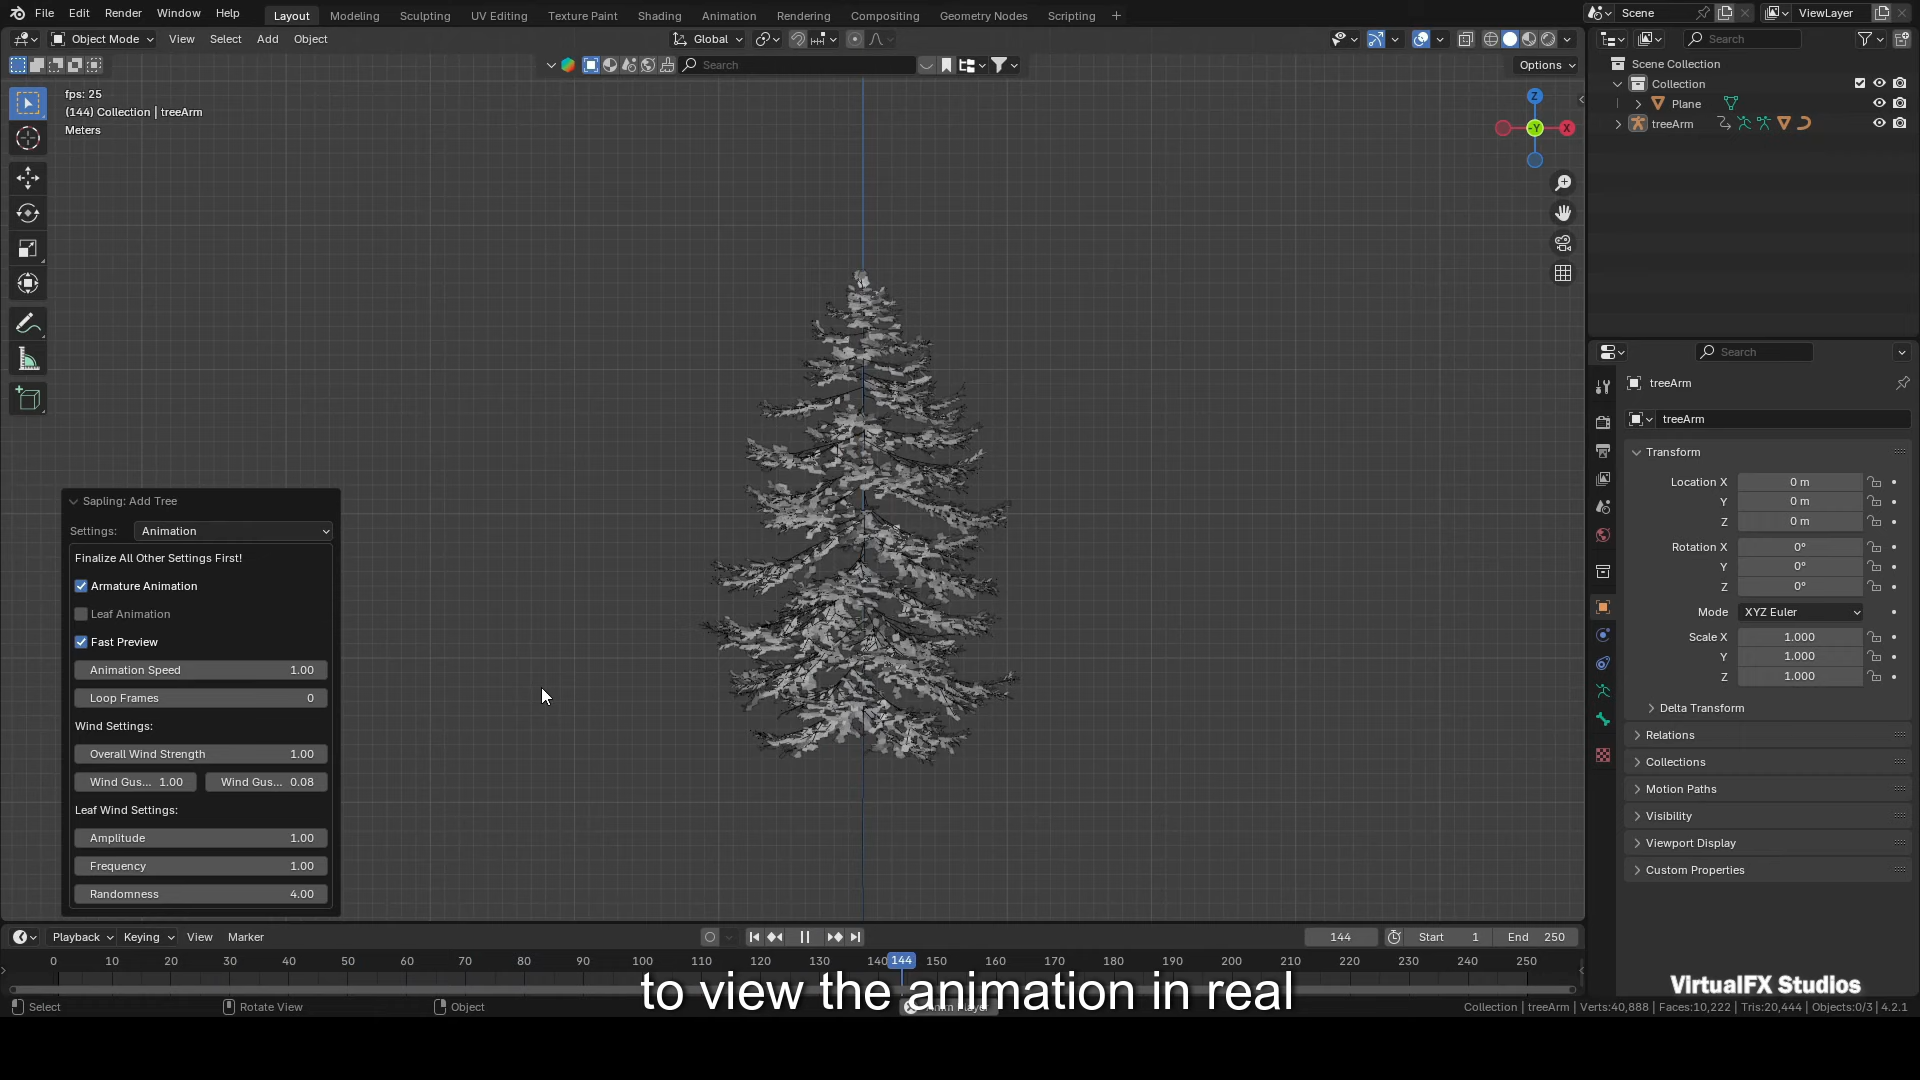 File Edit Render Window Help
Layout Modeling Sculpting UV Editing Texture Paint Shading Animation Rendering Compositing Geometry Nodes Scripting
Scene
ViewLayer
Object Mode View Select Add Object
Global
Search
Search
Options
fps: 25
(144) Collection | treeArm
Meters
Z
-Y
X
Scene Collection
Collection
Plane
treeArm
Search
treeArm
treeArm
Transform
Location X 0 m
Y 0 m
Z 0 m
Rotation X 0°
Y 0°
Z 0°
Mode XYZ Euler
Scale X 1.000
Y 1.000
Z 1.000
Delta Transform
Relations
Collections
Motion Paths
Visibility
Viewport Display
Custom Properties
Sapling: Add Tree
Settings: Animation
Finalize All Other Settings First!
Armature Animation
Leaf Animation
Fast Preview
Animation Speed 1.00
Loop Frames 0
Wind Settings:
Overall Wind Strength 1.00
Wind Gus... 1.00 Wind Gus... 0.08
Leaf Wind Settings:
Amplitude 1.00
Frequency 1.00
Randomness 4.00
Playback Keying View Marker
144 Start 1 End 250
0 10 20 30 40 50 60 70 80 90 100 110 120 130 140 144 150 160 170 180 190 200 210 220 230 240 250
to view the animation in real
VirtualFX Studios
Select Rotate View Object
Collection | treeArm | Verts:40,888 | Faces:10,222 | Tris:20,444 | Objects:0/3 | 4.2.1